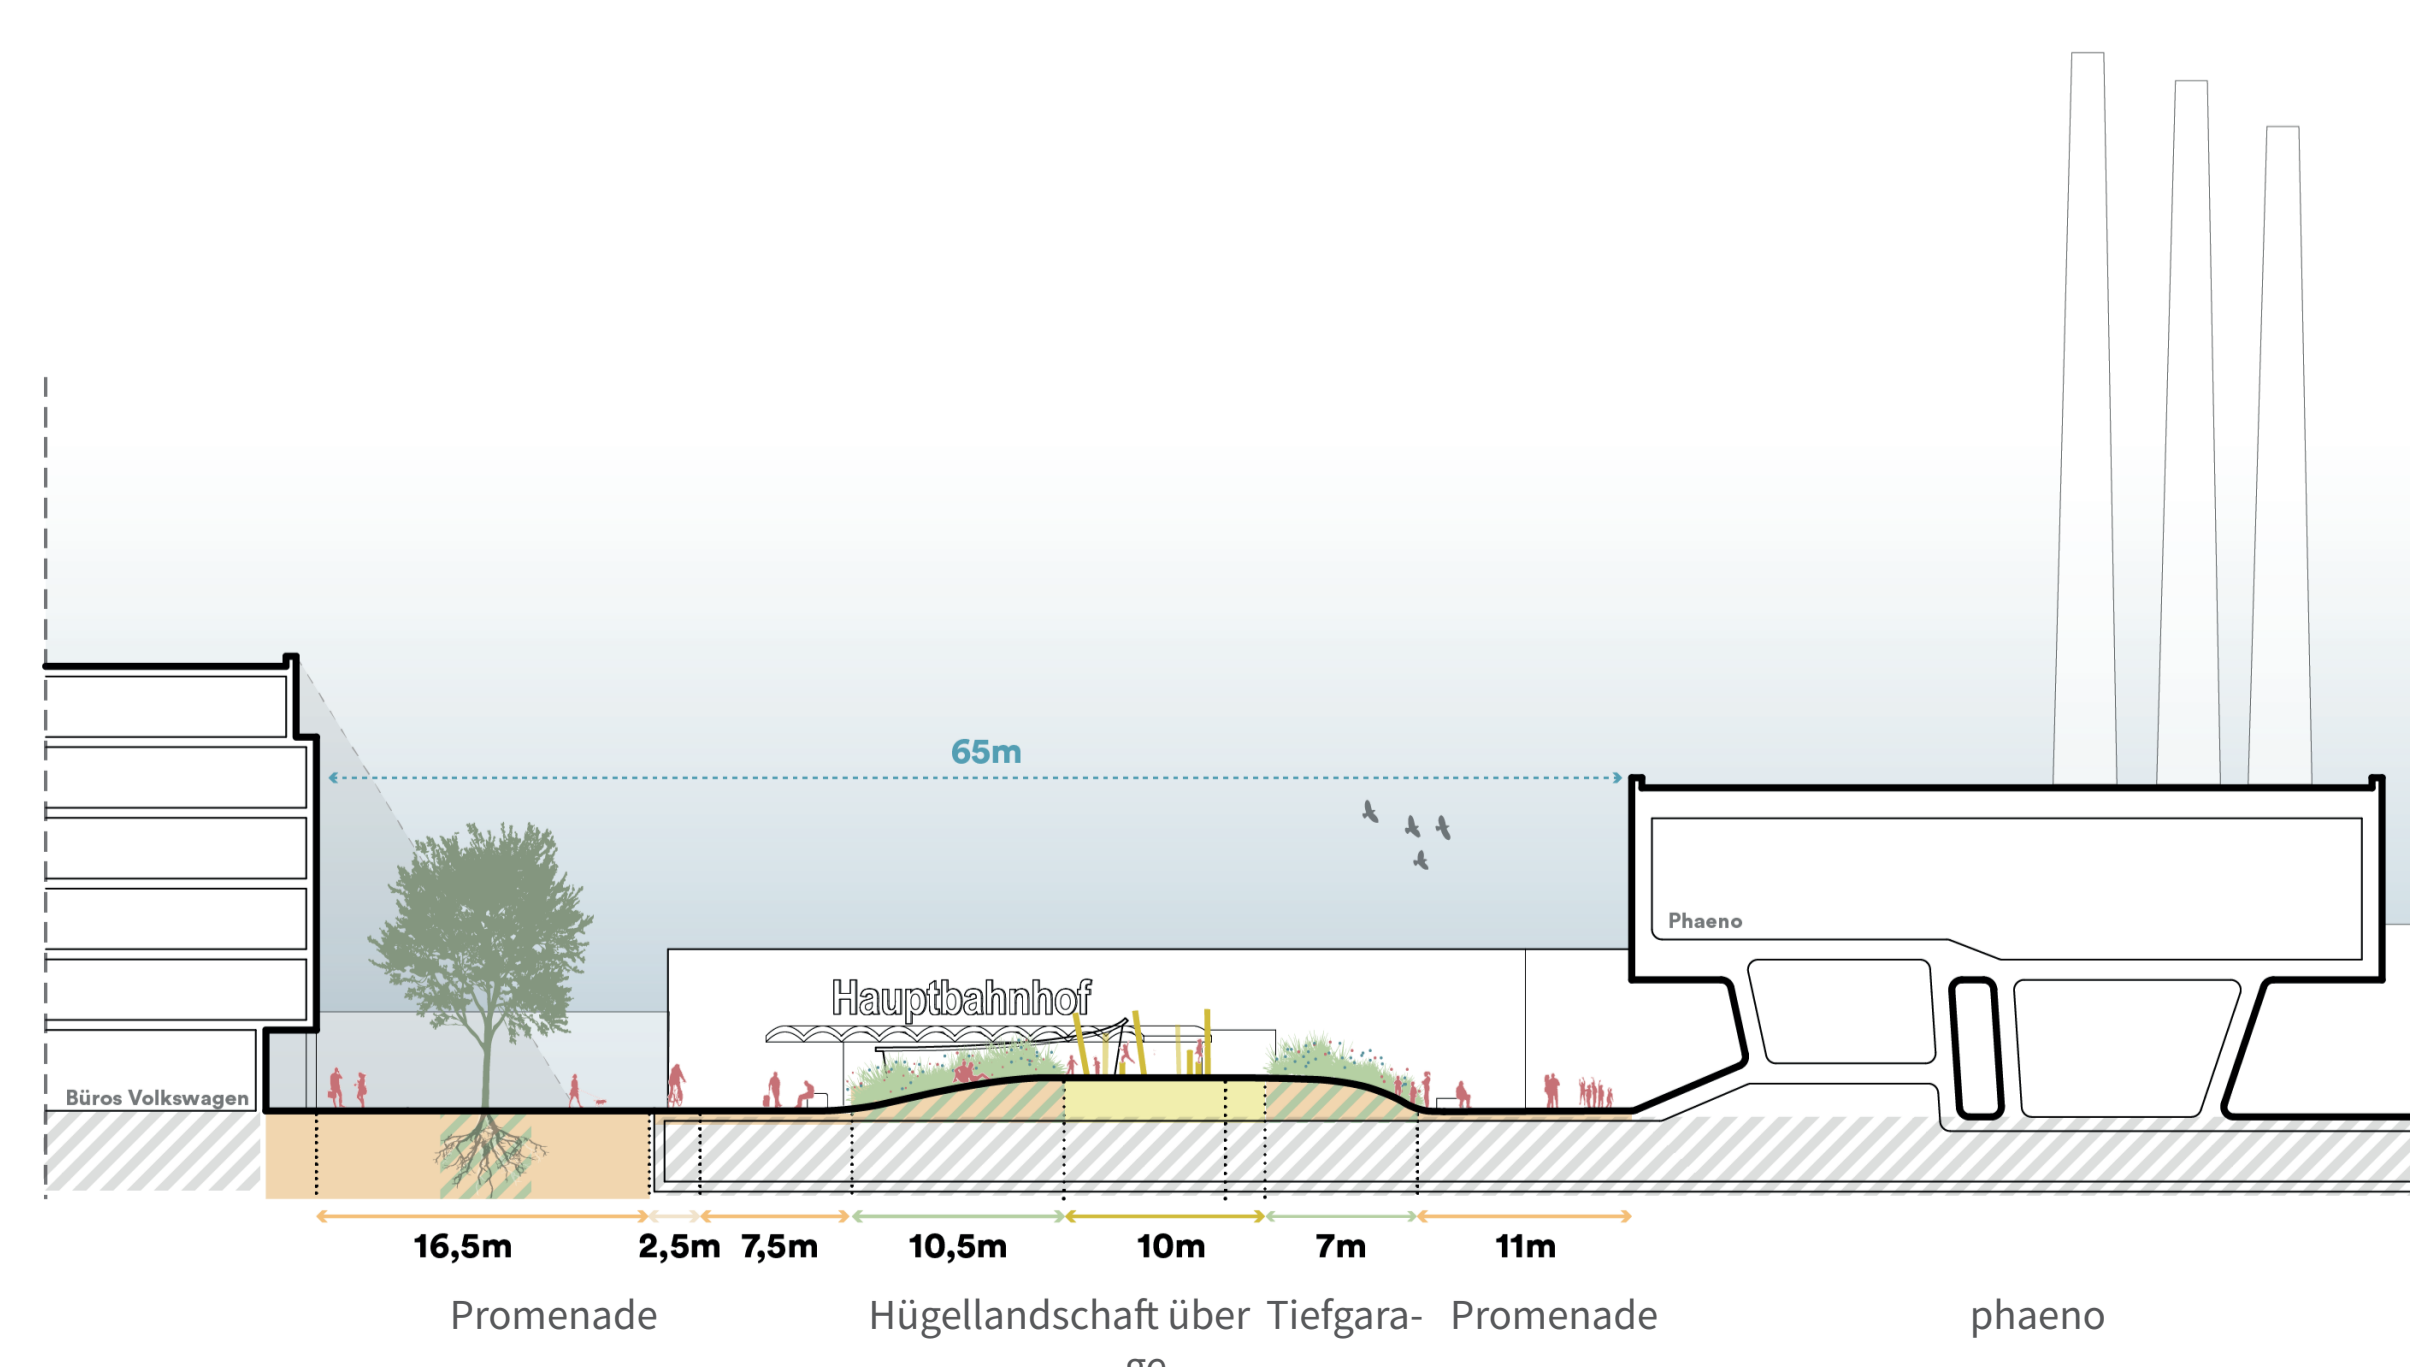 65m
Phaeno
Hauptbahnhof
Büros Volkswagen
16,5m 2,5m 7,5m 10,5m 10m 7m 11m
Promenade Hügellandschaft über Tiefgara- Promenade phaeno
ge